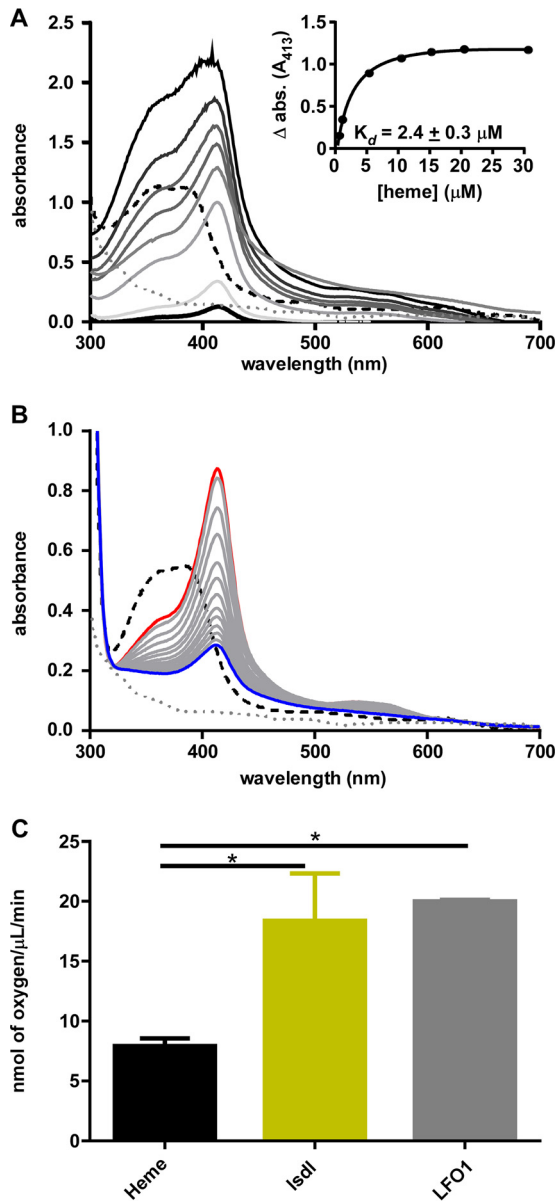 A
2.5
2.0
1.5
1.0
0.5
0.0
absorbance
300
400
500
600
700
wavelength (nm)
1.5
1.0
0.5
0.0
Δ abs. (A413)
Kd = 2.4 ± 0.3 μM
0
5
10
15
20
25
30
[heme] (μM)
B
1.0
0.8
0.6
0.4
0.2
0.0
absorbance
300
400
500
600
700
wavelength (nm)
C
25
20
15
10
5
0
nmol of oxygen/μL/min
*
*
Heme
IsdI
LFO1